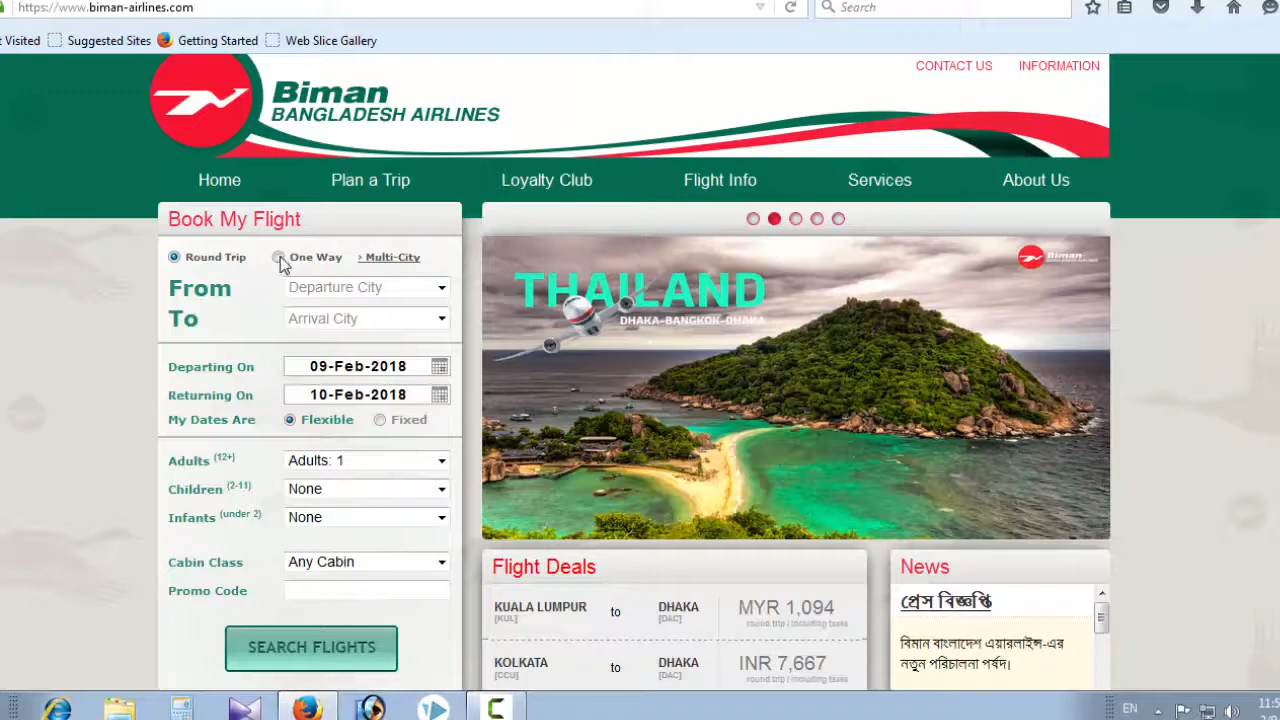 https://www.biman-airlines.com
Search
Visited
Suggested Sites
Getting Started
Web Slice Gallery
CONTACT US
INFORMATION
Biman
BANGLADESH AIRLINES
Home
Plan a Trip
Loyalty Club
Flight Info
Services
About Us
Book My Flight
Round Trip
One Way
> Multi-City
From
Departure City
To
Arrival City
Departing On
09-Feb-2018
Returning On
10-Feb-2018
My Dates Are
Flexible
Fixed
Adults (12+)
Adults: 1
Children (2-11)
None
Infants (under 2)
None
Cabin Class
Any Cabin
Promo Code
SEARCH FLIGHTS
Biman
THAILAND
DHAKA-BANGKOK-DHAKA
Flight Deals
KUALA LUMPUR
[KUL]
to
DHAKA
[DAC]
MYR 1,094
round trip / including taxes
KOLKATA
[CCU]
to
DHAKA
[DAC]
INR 7,667
round trip / including taxes
News
প্রেস বিজ্ঞপ্তি
বিমান বাংলাদেশ এয়ারলাইন্স-এর
নতুন পরিচালনা পর্ষদ।
EN